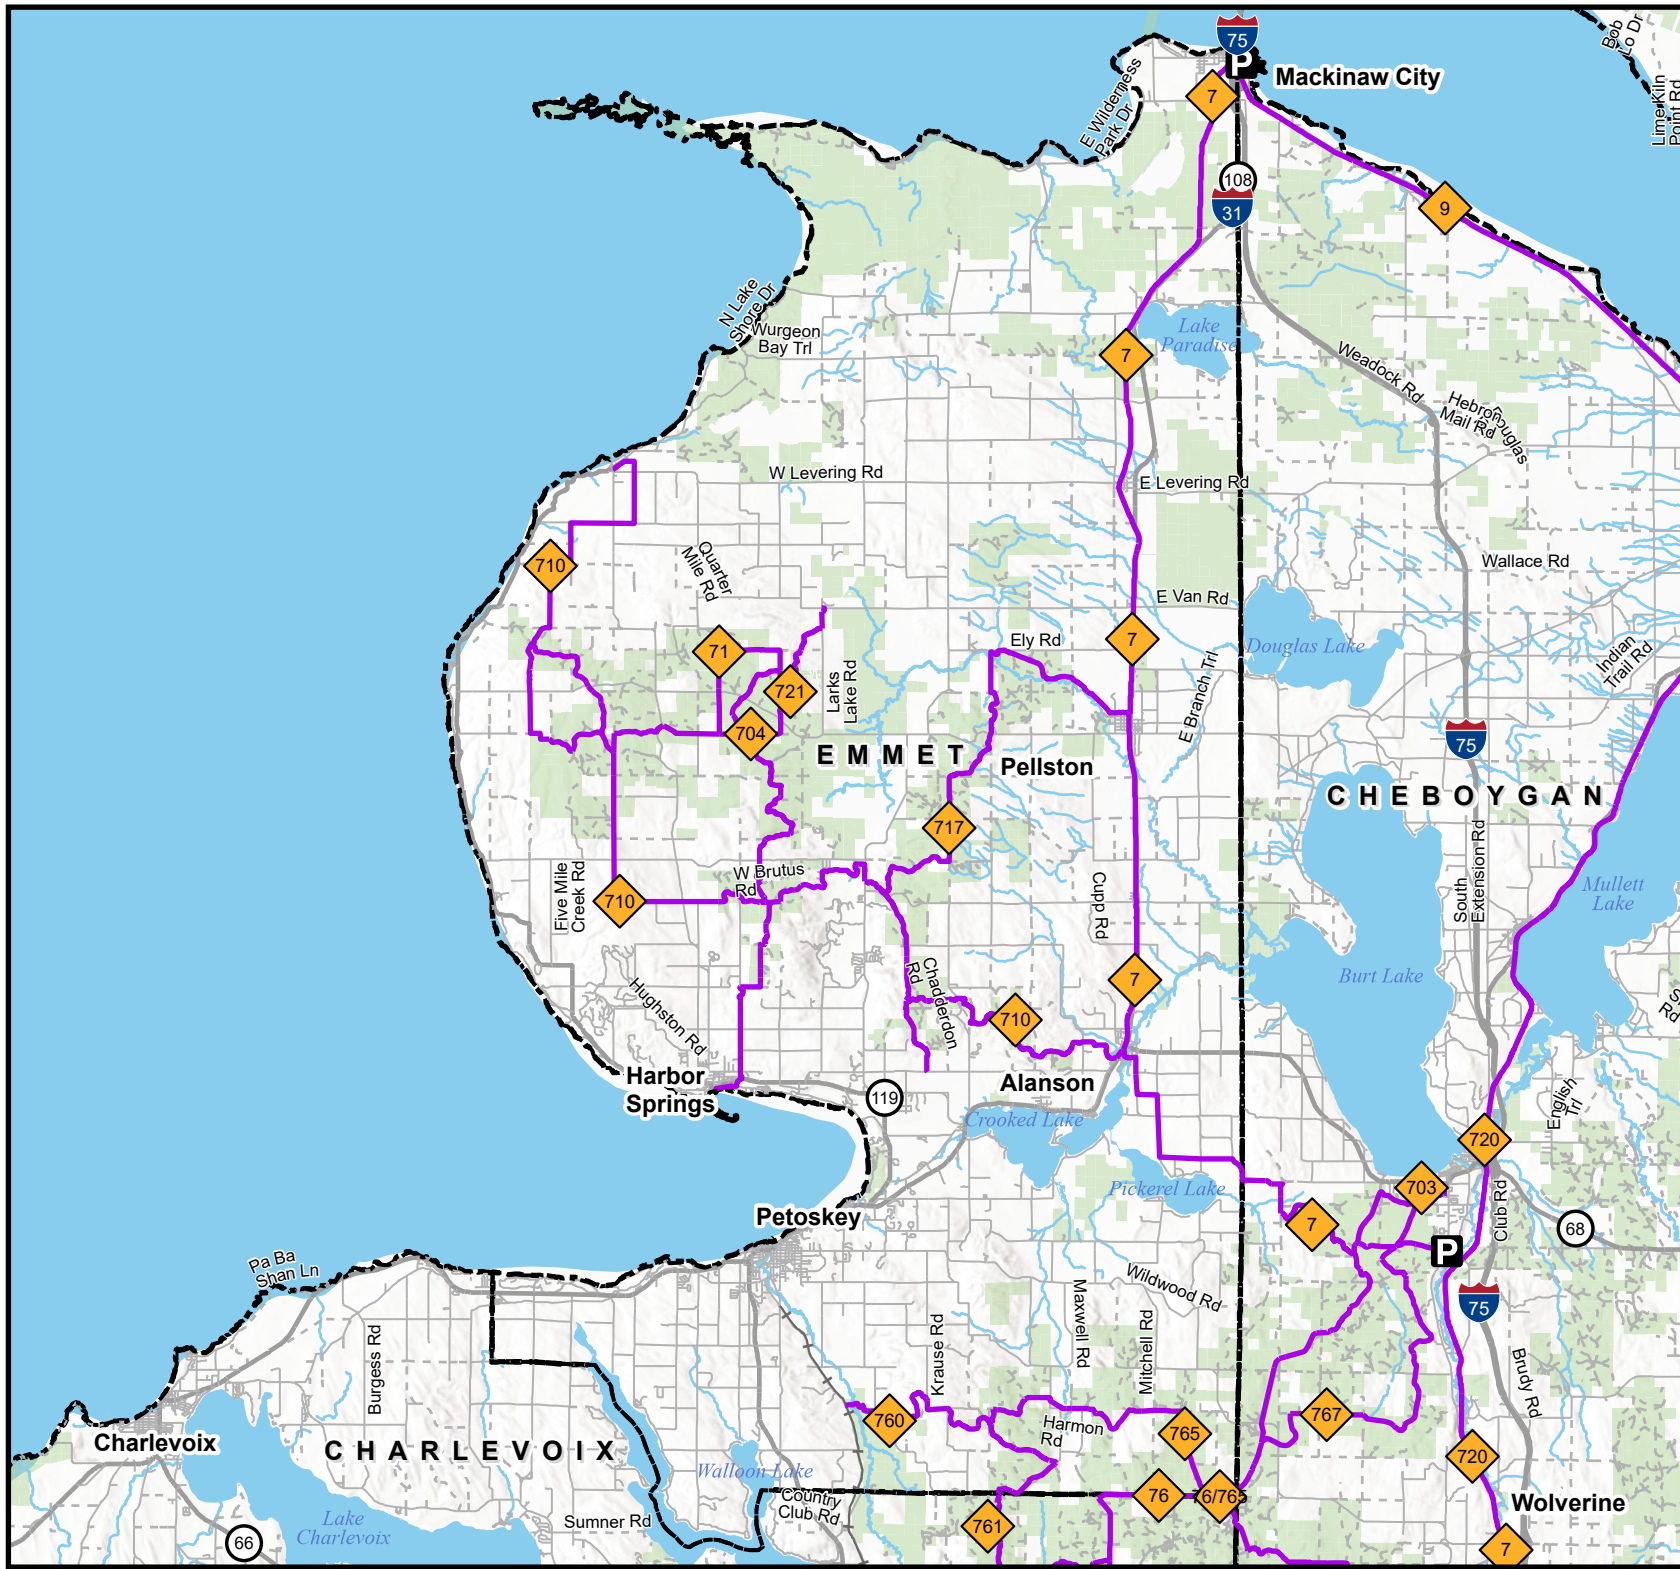 Bob
Lo Dr
75
P
Mackinaw City
E Wilderness
Park Dr
7
Lime Kiln
Point Rd
108
31
9
N Lake
Shore Dr
Wurgeon
Bay Trl
Lake
Paradise
7
Weadock Rd
Hebron
Mail Rd
Douglas
W Levering Rd
E Levering Rd
710
Quarter
Mile Rd
Wallace Rd
E Van Rd
Ely Rd
7
Douglas Lake
71
721
Larks
Lake Rd
E Branch Trl
Indian
Trail Rd
704
75
EMMET
Pellston
CHEBOYGAN
717
W Brutus
Rd
Five Mile
Creek Rd
710
Cupp Rd
South
Extension Rd
Mullett
Lake
Burt Lake
7
Chadderdon
Rd
Hughston Rd
710
Rd
Harbor
Springs
Alanson
119
Crooked Lake
English
Trl
720
Pickerel Lake
703
Petoskey
7
Club Rd
68
P
Pa Ba
Shan Ln
Wildwood Rd
75
Burgess Rd
Krause Rd
Maxwell Rd
Mitchell Rd
Brudy Rd
760
Harmon
Rd
765
767
Charlevoix
CHARLEVOIX
Walloon Lake
720
Country
Club Rd
76
6/765
Wolverine
Lake
Charlevoix
Sumner Rd
761
66
7